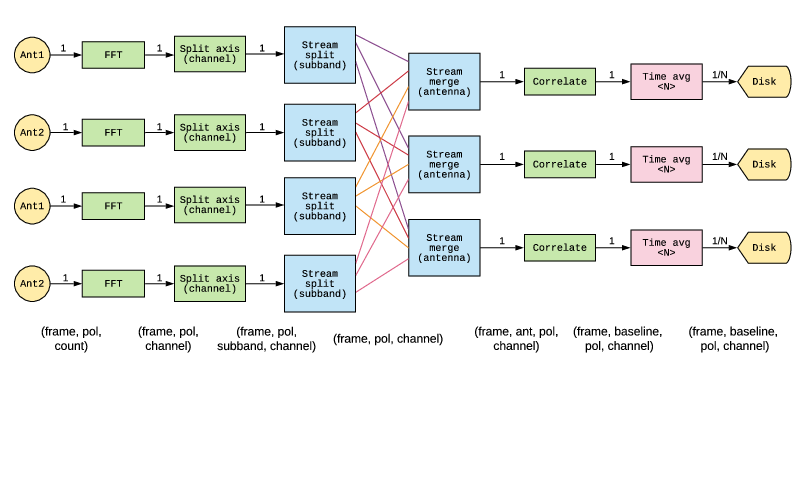 Ant1
1
FFT
1
Split axis
(channel)
1
Stream
split
(subband)
Ant2
1
FFT
1
Split axis
(channel)
1
Stream
split
(subband)
Ant1
1
FFT
1
Split axis
(channel)
1
Stream
split
(subband)
Ant2
1
FFT
1
Split axis
(channel)
1
Stream
split
(subband)
Stream
merge
(antenna)
1
Correlate
1
Time avg
<N>
1/N
Disk
Stream
merge
(antenna)
1
Correlate
1
Time avg
<N>
1/N
Disk
Stream
merge
(antenna)
1
Correlate
1
Time avg
<N>
1/N
Disk
(frame, pol,
count)
(frame, pol,
channel)
(frame, pol,
subband, channel)
(frame, pol, channel)
(frame, ant, pol,
channel)
(frame, baseline,
pol, channel)
(frame, baseline,
pol, channel)